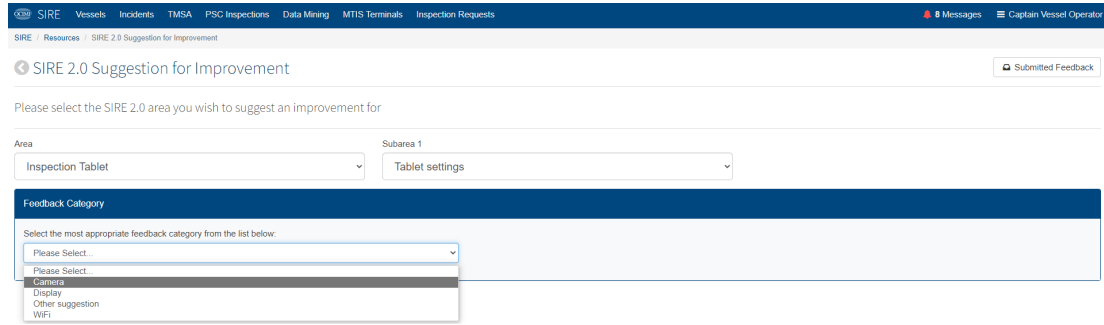 OCIMF SIRE Vessels Incidents TMSA PSC Inspections Data Mining MTIS Terminals Inspection Requests 8 Messages Captain Vessel Operator
SIRE / Resources / SIRE 2.0 Suggestion for Improvement
SIRE 2.0 Suggestion for Improvement Submitted Feedback
Please select the SIRE 2.0 area you wish to suggest an improvement for
Area Subarea 1
Inspection Tablet Tablet settings
Feedback Category
Select the most appropriate feedback category from the list below:
Please Select...
Please Select...
Camera
Display
Other suggestion
WiFi